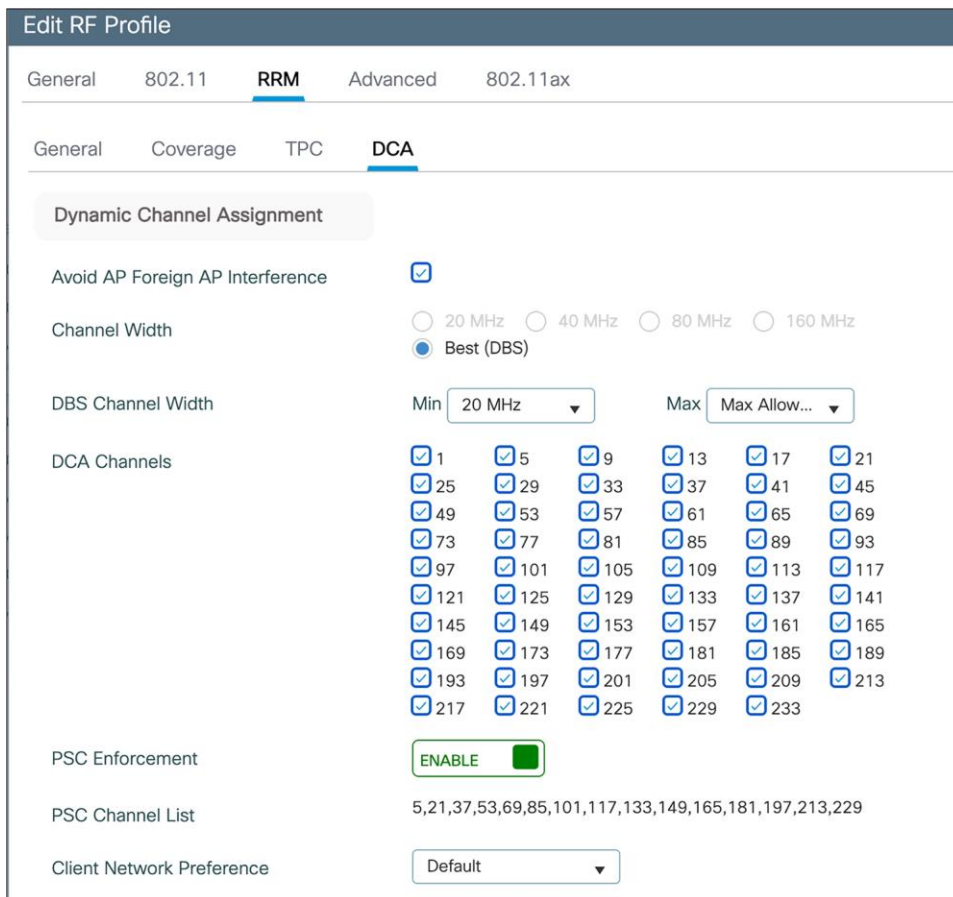 Edit RF Profile
General 802.11 RRM Advanced 802.11ax
General Coverage TPC DCA
Dynamic Channel Assignment
Avoid AP Foreign AP Interference
Channel Width 20 MHz 40 MHz 80 MHz 160 MHz
Best (DBS)
DBS Channel Width Min 20 MHz Max Max Allow...
DCA Channels 1 5 9 13 17 21
25 29 33 37 41 45
49 53 57 61 65 69
73 77 81 85 89 93
97 101 105 109 113 117
121 125 129 133 137 141
145 149 153 157 161 165
169 173 177 181 185 189
193 197 201 205 209 213
217 221 225 229 233
PSC Enforcement ENABLE
PSC Channel List 5,21,37,53,69,85,101,117,133,149,165,181,197,213,229
Client Network Preference Default